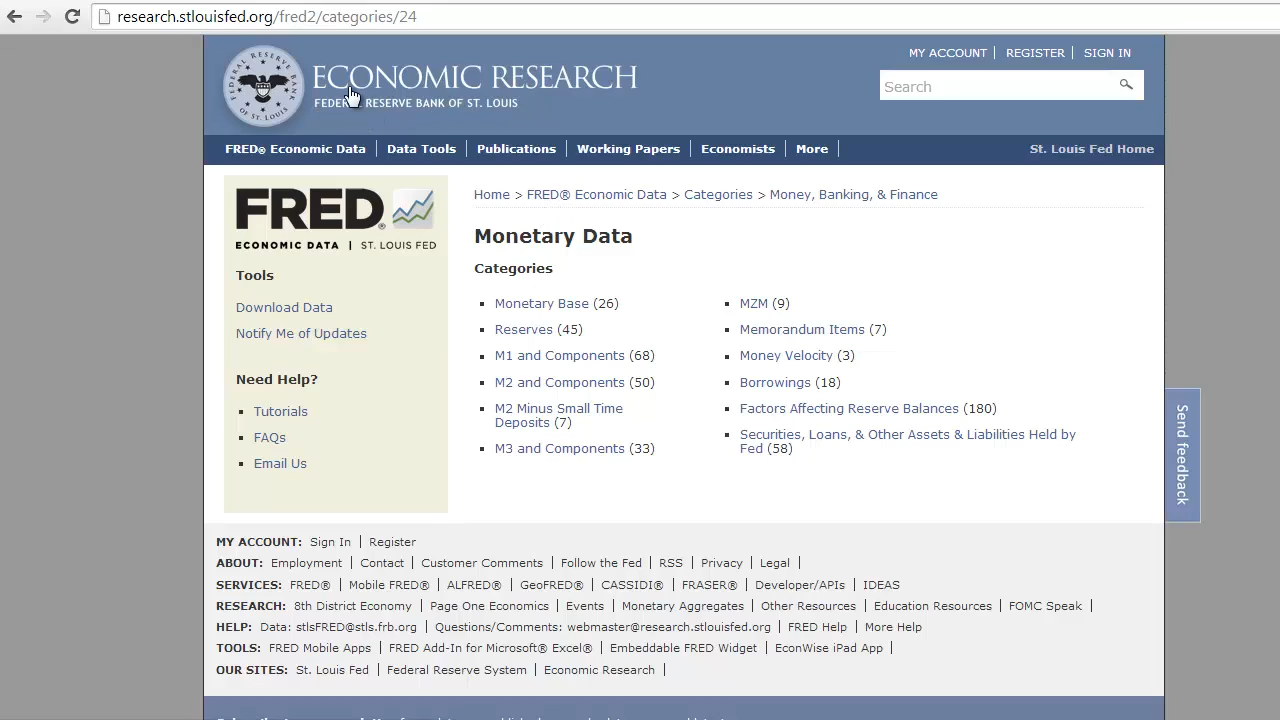 research.stlouisfed.org/fred2/categories/24
MY ACCOUNT | REGISTER | SIGN IN
FEDERAL RESERVE BANK OF ST. LOUIS
ECONOMIC RESEARCH
FEDERAL RESERVE BANK OF ST. LOUIS
Search
FRED® Economic Data | Data Tools | Publications | Working Papers | Economists | More |
St. Louis Fed Home
FRED®
ECONOMIC DATA | ST. LOUIS FED
Tools
Download Data
Notify Me of Updates
Need Help?
Tutorials
FAQs
Email Us
Home > FRED® Economic Data > Categories > Money, Banking, & Finance
Monetary Data
Categories
Monetary Base (26)
Reserves (45)
M1 and Components (68)
M2 and Components (50)
M2 Minus Small Time
Deposits (7)
M3 and Components (33)
MZM (9)
Memorandum Items (7)
Money Velocity (3)
Borrowings (18)
Factors Affecting Reserve Balances (180)
Securities, Loans, & Other Assets & Liabilities Held by
Fed (58)
Send feedback
MY ACCOUNT: Sign In | Register
ABOUT: Employment | Contact | Customer Comments | Follow the Fed | RSS | Privacy | Legal |
SERVICES: FRED® | Mobile FRED® | ALFRED® | GeoFRED® | CASSIDI® | FRASER® | Developer/APIs | IDEAS
RESEARCH: 8th District Economy | Page One Economics | Events | Monetary Aggregates | Other Resources | Education Resources | FOMC Speak |
HELP: Data: stlsFRED@stls.frb.org | Questions/Comments: webmaster@research.stlouisfed.org | FRED Help | More Help
TOOLS: FRED Mobile Apps | FRED Add-In for Microsoft® Excel® | Embeddable FRED Widget | EconWise iPad App |
OUR SITES: St. Louis Fed | Federal Reserve System | Economic Research |